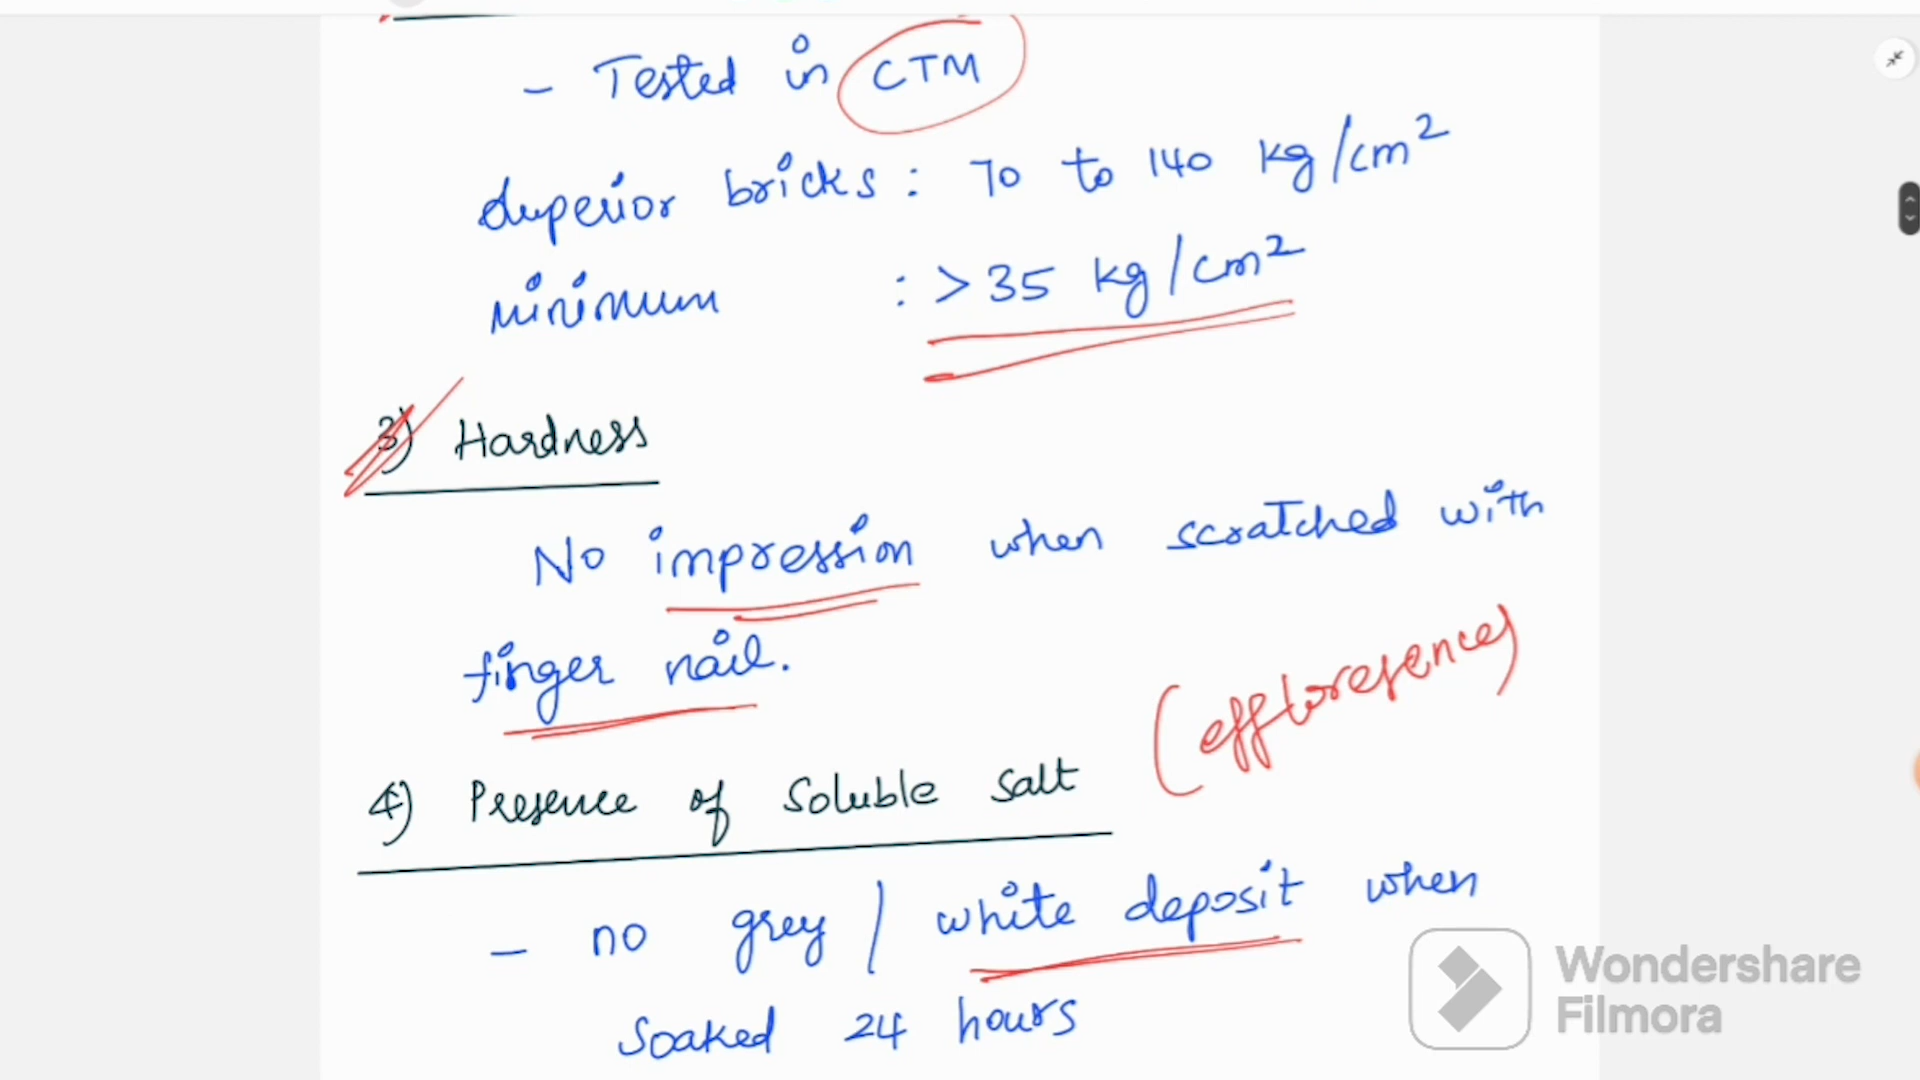 - Tested in CTM
superior bricks : 70 to 140 kg/cm²
minimum : > 35 kg/cm²
3) Hardness
No impression when scratched with
finger nail.
(effloresence)
4) Presence of Soluble Salt
- no grey / white deposit when
soaked 24 hours
Wondershare
Filmora